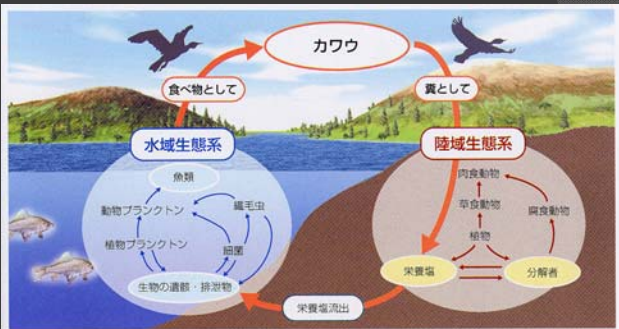 カワウ
食べ物として
糞として
水域生態系
陸域生態系
魚類
動物プランクトン
繊毛虫
植物プランクトン
細菌
生物の遺骸・排泄物
肉食動物
草食動物
腐食動物
植物
栄養塩
分解者
栄養塩流出